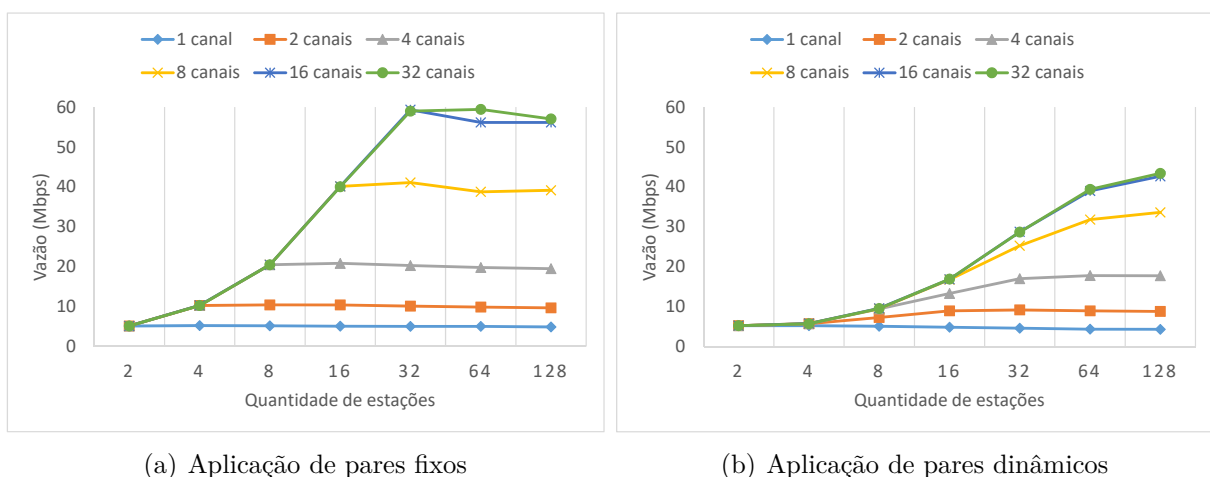 1 canal 2 canais 4 canais
8 canais 16 canais 32 canais
60
50
40
30
20
10
0
Vazão (Mbps)
2 4 8 16 32 64 128
Quantidade de estações
(a) Aplicação de pares fixos
1 canal 2 canais 4 canais
8 canais 16 canais 32 canais
60
50
40
30
20
10
0
Vazão (Mbps)
2 4 8 16 32 64 128
Quantidade de estações
(b) Aplicação de pares dinâmicos